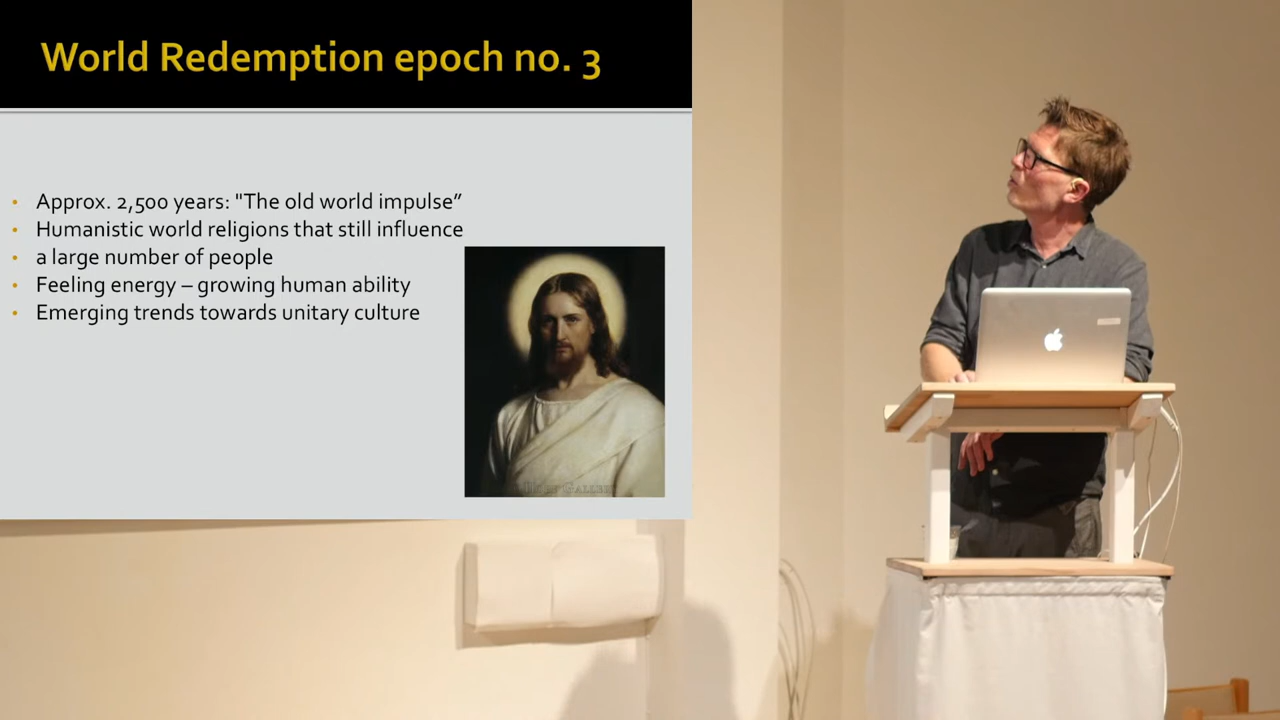 World Redemption epoch no. 3
• Approx. 2,500 years: "The old world impulse”
• Humanistic world religions that still influence
• a large number of people
• Feeling energy – growing human ability
• Emerging trends towards unitary culture